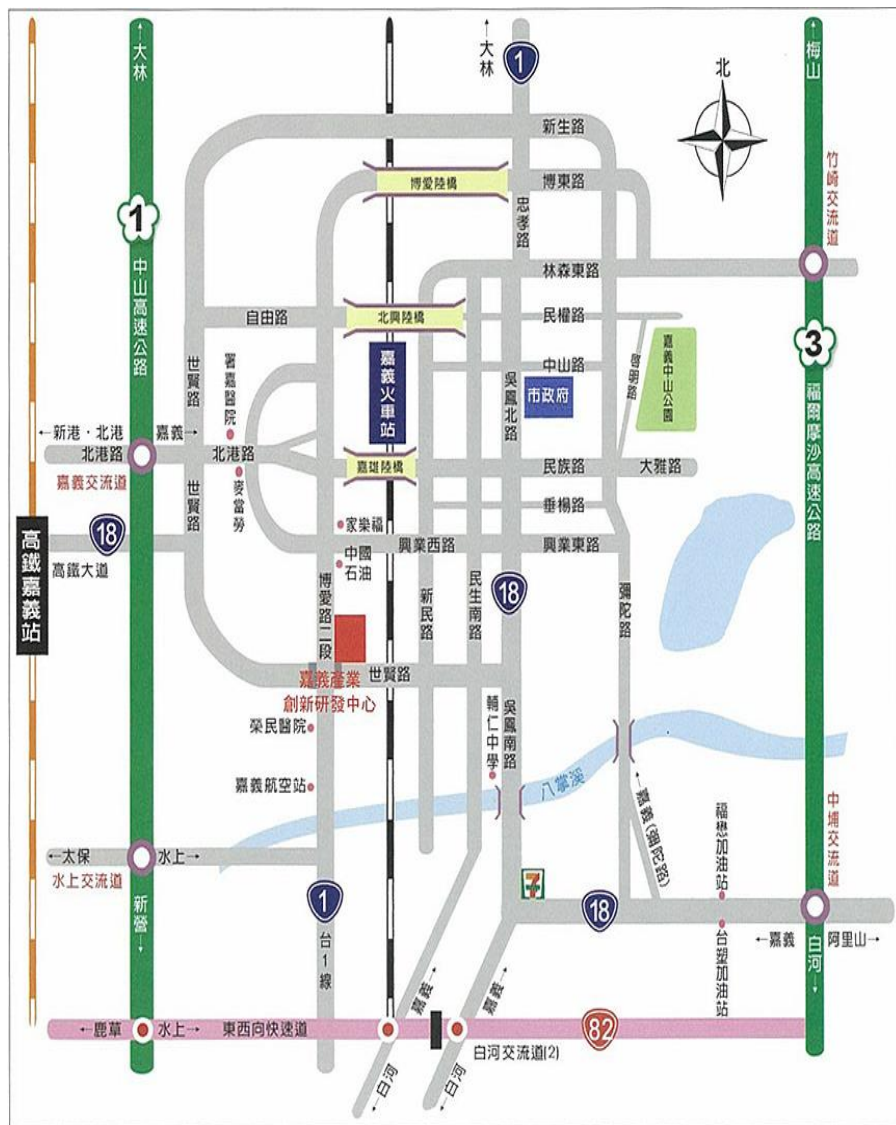 ←大林
←大林
1
←梅山
北
新生路
博愛陸橋
博東路
竹崎交流道
1
忠孝路
林森東路
中山高速公路
自由路
北興陸橋
民權路
3
世賢路
署嘉醫院
嘉義火車站
中山路
啓明路
嘉義中山公園
市政府
吳鳳北路
福爾摩沙高速公路
←新港・北港
嘉義→
北港路
北港路
嘉義交流道
嘉雄陸橋
民族路
大雅路
世賢路
麥當勞
垂楊路
18
家樂福
高鐵嘉義站
高鐵大道
中國
石油
興業西路
興業東路
博愛路二段
新民路
民生南路
18
彌陀路
世賢路
嘉義產業
創新研發中心
榮民醫院
輔仁中學
吳鳳南路
嘉義航空站
八掌溪
←嘉義(彌陀路)
福懋加油站
中埔交流道
←太保
水上→
水上交流道
新營→
1
7
18
台1線
←嘉義
阿里山→
白河→
台塑加油站
嘉義→
嘉義→
←鹿草
水上→
東西向快速道
82
白河交流道(2)
←白河
←白河